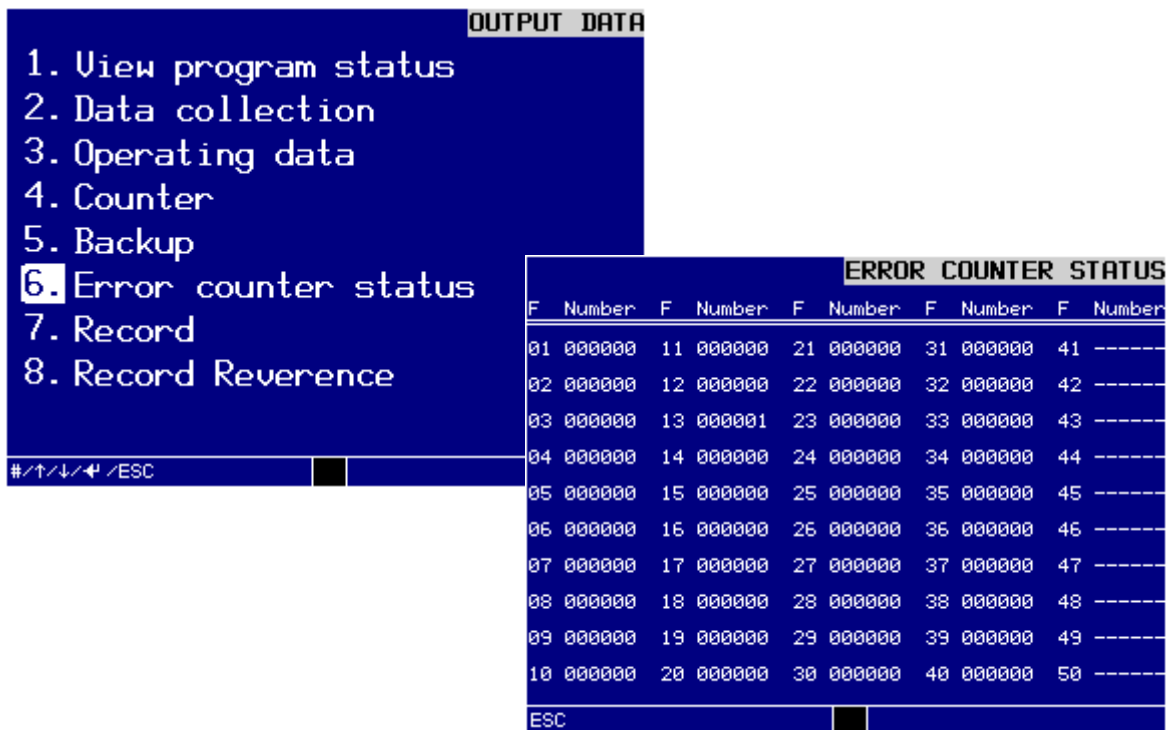 OUTPUT DATA
1. View program status
2. Data collection
3. Operating data
4. Counter
5. Backup
6. Error counter status
7. Record
8. Record Reverence
#/↑/↓/↵ /ESC
ERROR COUNTER STATUS
F Number F Number F Number F Number F Number
01 000000 11 000000 21 000000 31 000000 41 ------
02 000000 12 000000 22 000000 32 000000 42 ------
03 000000 13 000001 23 000000 33 000000 43 ------
04 000000 14 000000 24 000000 34 000000 44 ------
05 000000 15 000000 25 000000 35 000000 45 ------
06 000000 16 000000 26 000000 36 000000 46 ------
07 000000 17 000000 27 000000 37 000000 47 ------
08 000000 18 000000 28 000000 38 000000 48 ------
09 000000 19 000000 29 000000 39 000000 49 ------
10 000000 20 000000 30 000000 40 000000 50 ------
ESC